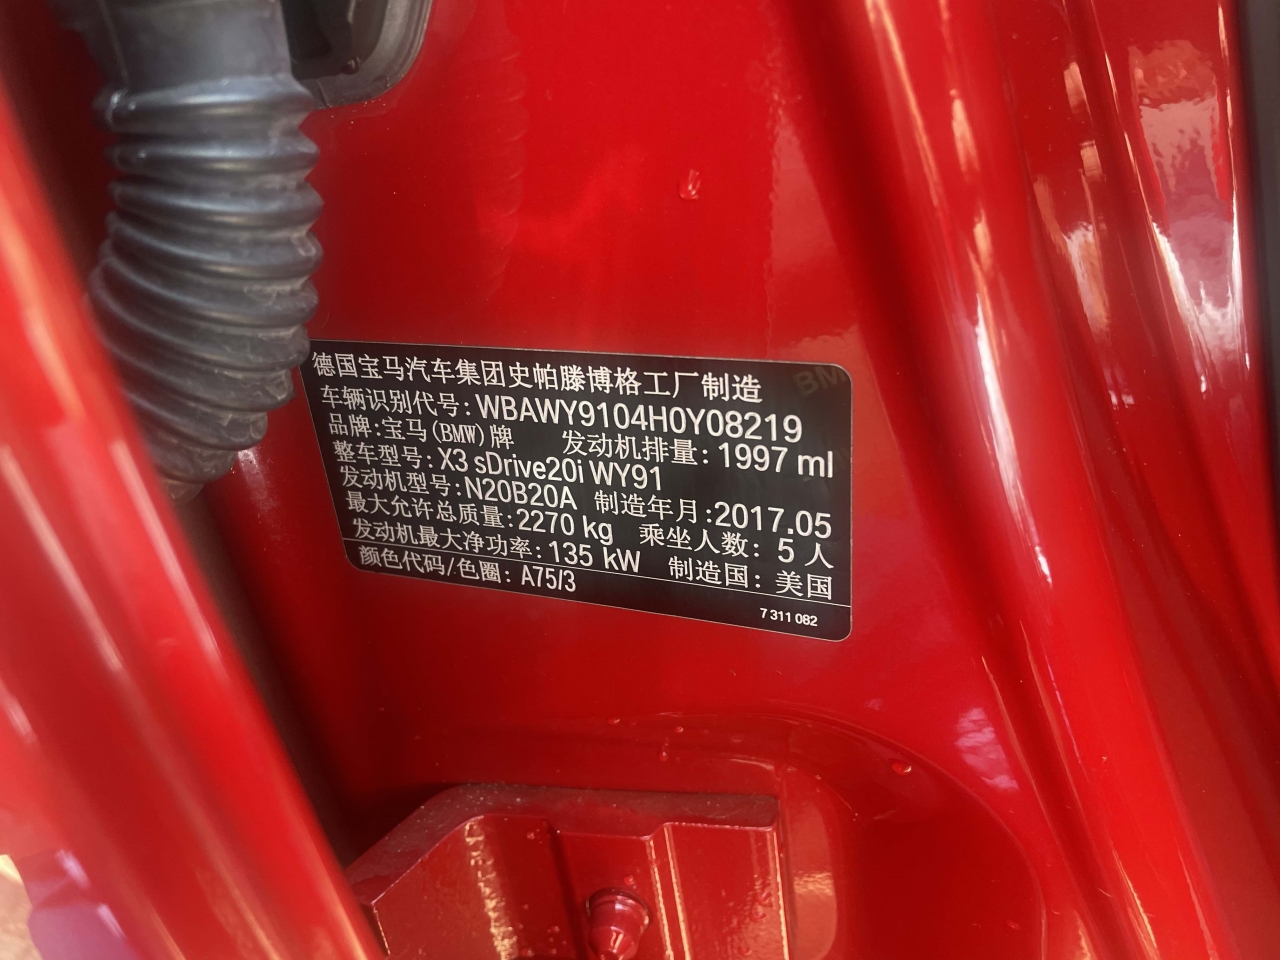 德国宝马汽车集团史帕滕博格工厂制造
车辆识别代号: WBAWY9104H0Y08219
品牌: 宝马(BMW)牌 发动机排量: 1997 ml
整车型号: X3 sDrive20i WY91
发动机型号: N20B20A 制造年月: 2017.05
最大允许总质量: 2270 kg 乘坐人数: 5 人
发动机最大净功率: 135 kW 制造国: 美国
颜色代码/色圈: A75/3
7 311 082